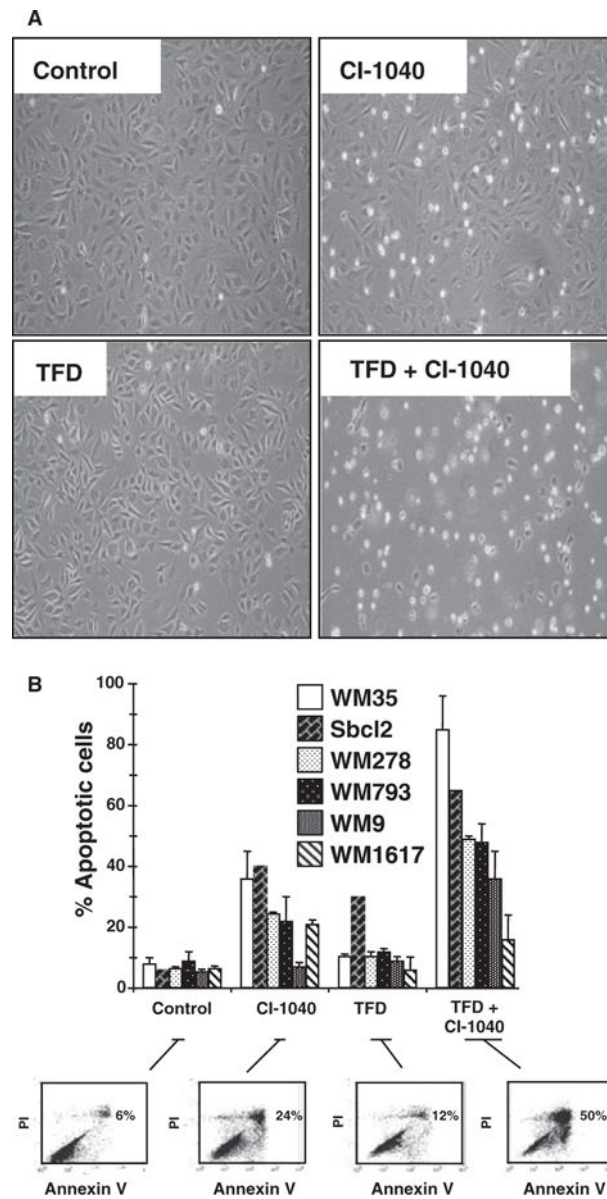 A
Control
CI-1040
TFD
TFD + CI-1040
B
% Apoptotic cells
100
80
60
40
20
0
WM35
Sbcl2
WM278
WM793
WM9
WM1617
Control
CI-1040
TFD
TFD +
CI-1040
PI
6%
PI
24%
PI
12%
PI
50%
Annexin V
Annexin V
Annexin V
Annexin V